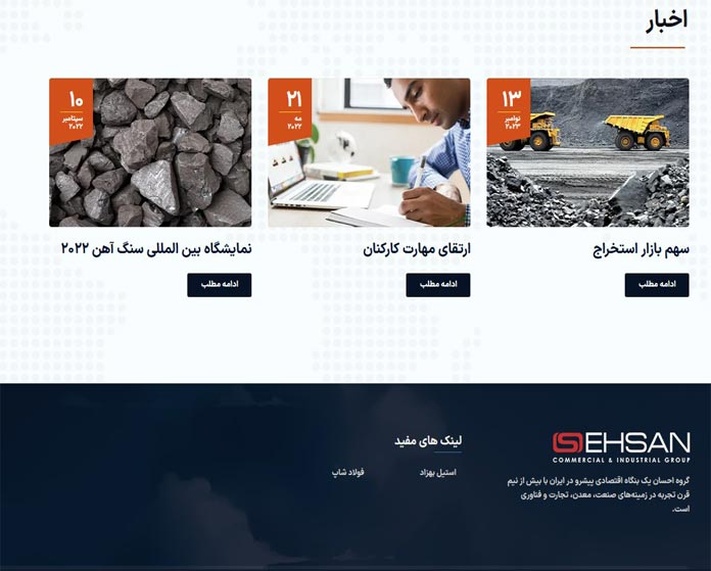 اخبار
۱۳
نوامبر
۲۰۲۳
سهم بازار استخراج
ادامه مطلب
۲۱
مه
۲۰۲۲
ارتقای مهارت کارکنان
ادامه مطلب
۱۰
سپتامبر
۲۰۲۲
نمایشگاه بین المللی سنگ آهن ۲۰۲۲
ادامه مطلب
EHSAN
COMMERCIAL & INDUSTRIAL GROUP
گروه احسان یک بنگاه اقتصادی پیشرو در ایران با بیش از نیم
قرن تجربه در زمینه‌های صنعت، معدن، تجارت و فناوری
است.
لینک های مفید
استیل بهزاد
فولاد شاپ